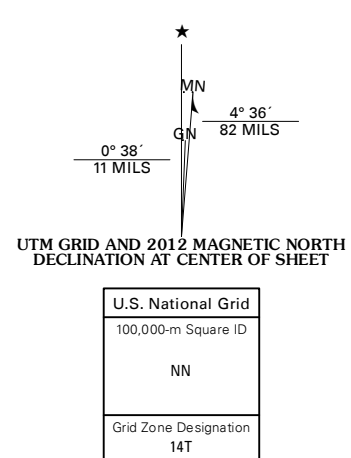 ★
MN
4° 36´
82 MILS
GN
0° 38´
11 MILS
UTM GRID AND 2012 MAGNETIC NORTH
DECLINATION AT CENTER OF SHEET
U.S. National Grid
100,000-m Square ID
NN
Grid Zone Designation
14T